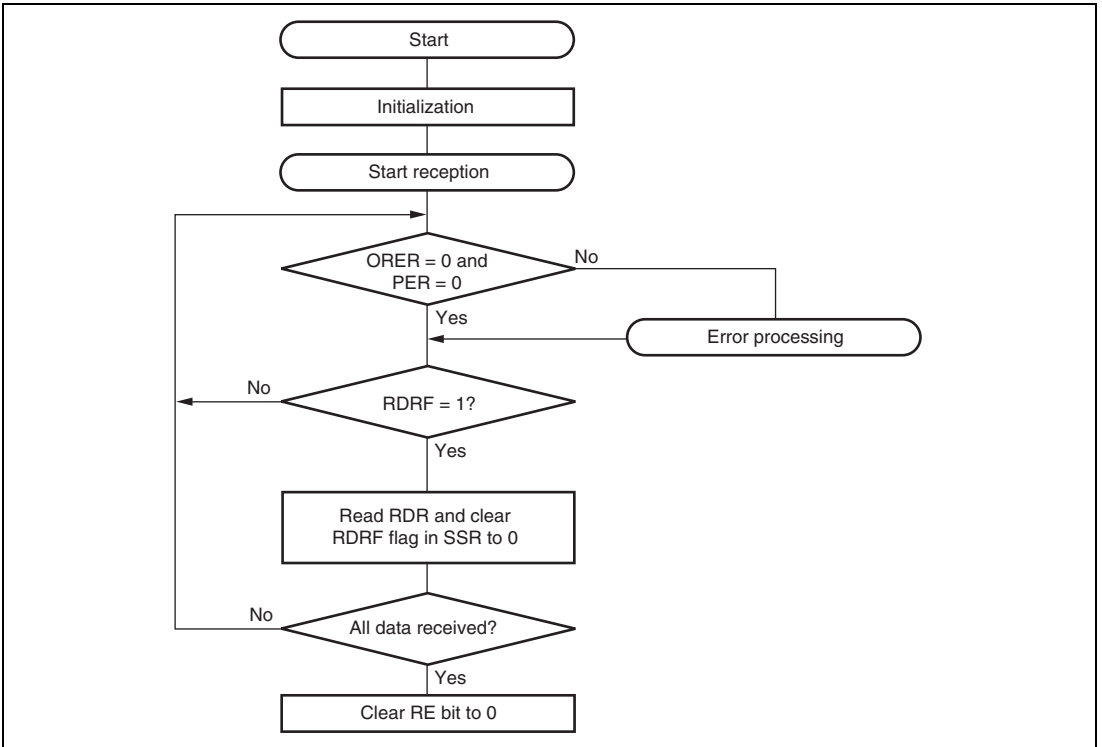 Start
Initialization
Start reception
ORER = 0 and
PER = 0
No
Yes
Error processing
No
RDRF = 1?
Yes
Read RDR and clear
RDRF flag in SSR to 0
No
All data received?
Yes
Clear RE bit to 0